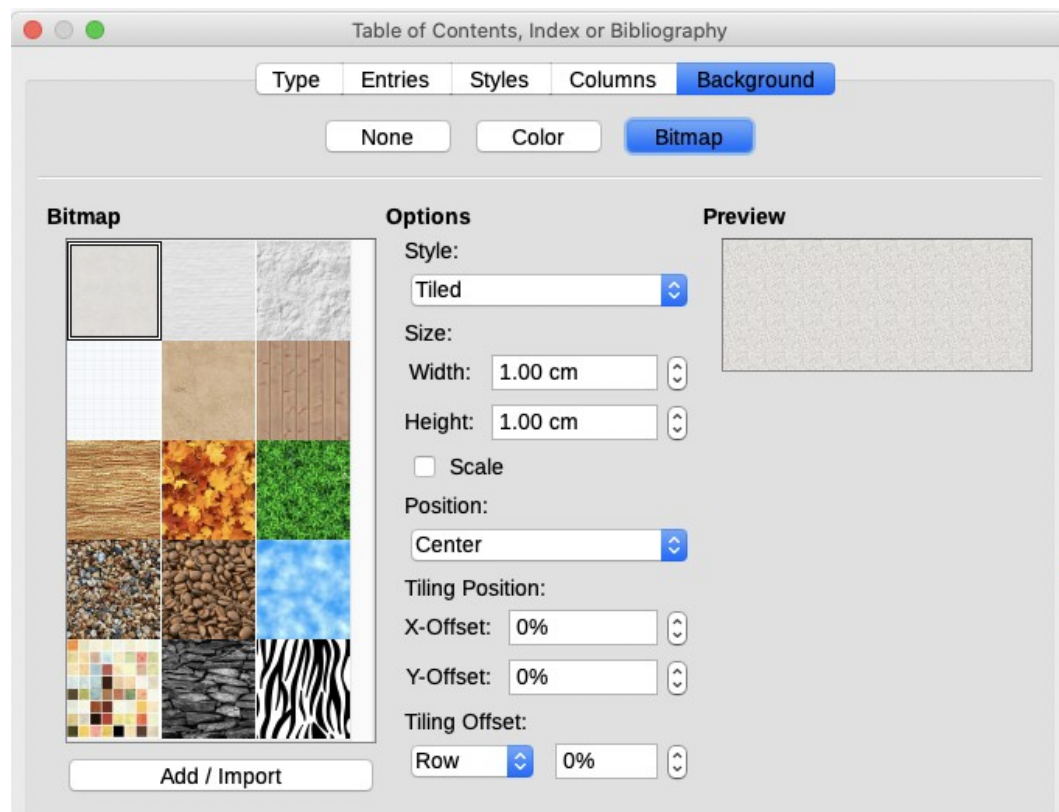 Table of Contents, Index or Bibliography
Type Entries Styles Columns Background
None Color Bitmap
Bitmap
Add / Import
Options
Style:
Tiled
Size:
Width: 1.00 cm
Height: 1.00 cm
Scale
Position:
Center
Tiling Position:
X-Offset: 0%
Y-Offset: 0%
Tiling Offset:
Row 0%
Preview